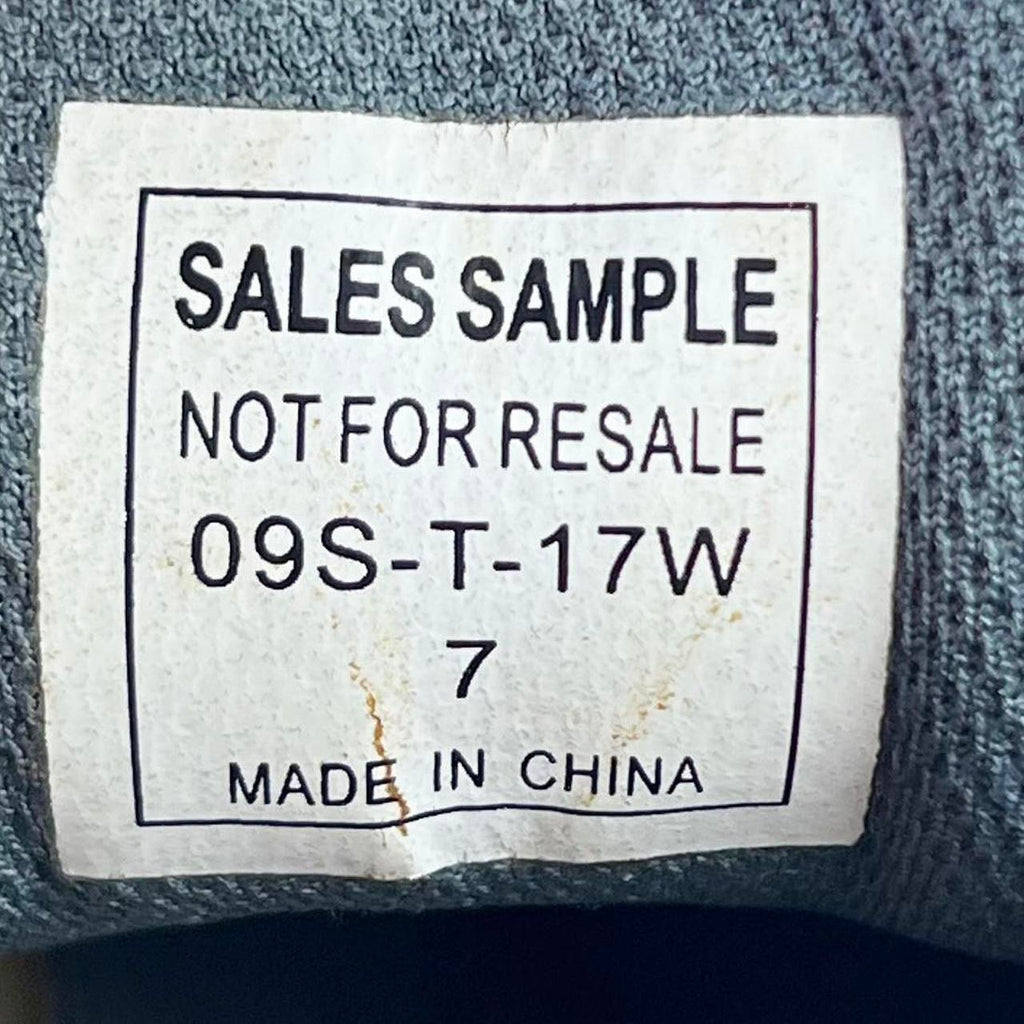 SALES SAMPLE
NOT FOR RESALE
09S-T-17W
7
MADE IN CHINA